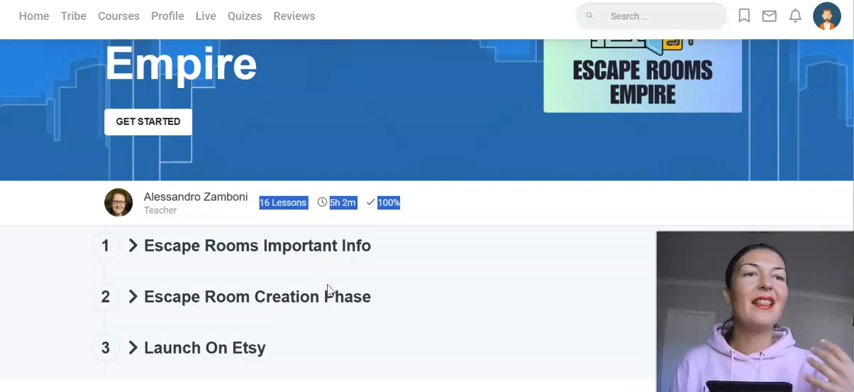 Home Tribe Courses Profile Live Quizes Reviews Search ...
Empire
ESCAPE ROOMS
EMPIRE
GET STARTED
Alessandro Zamboni
Teacher
16 Lessons 5h 2m 100%
1 Escape Rooms Important Info
2 Escape Room Creation Phase
3 Launch On Etsy